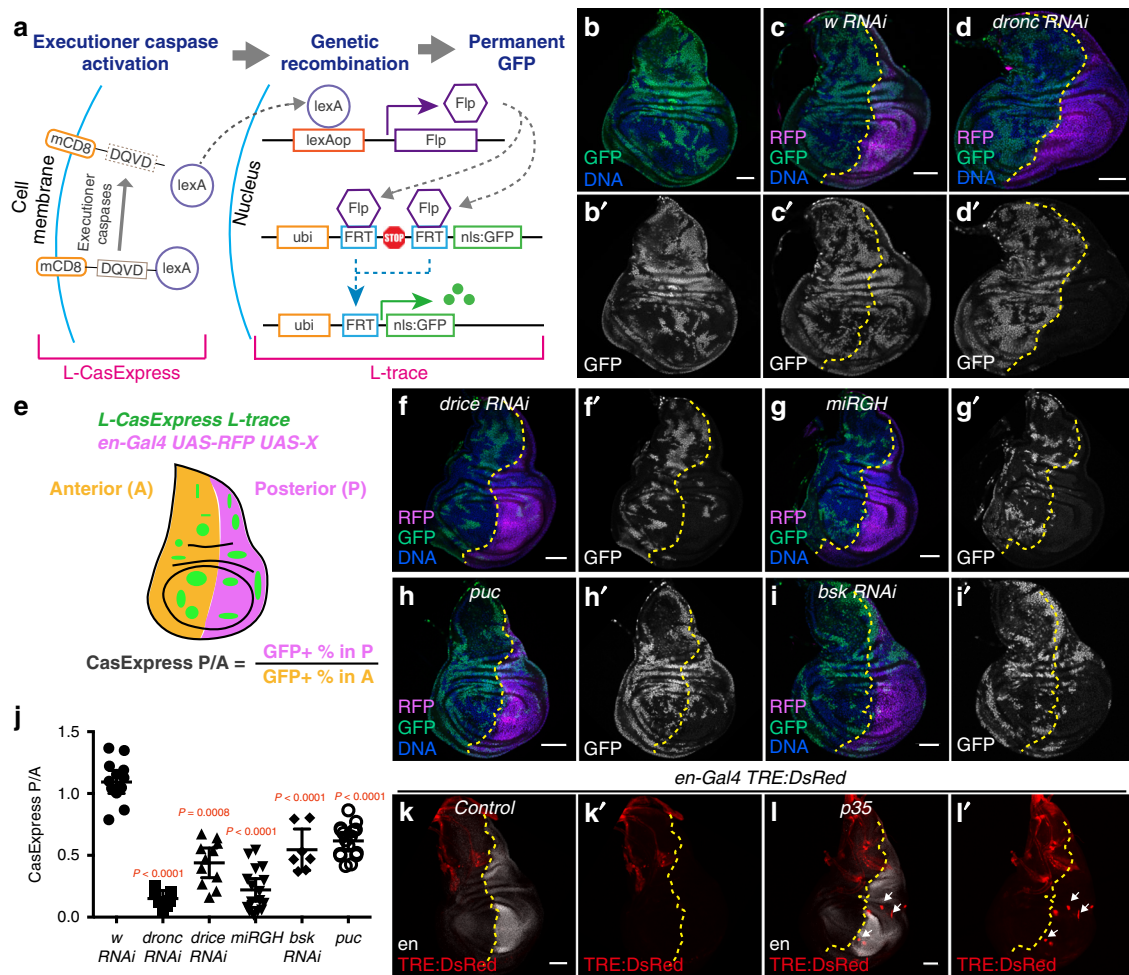 a
Executioner caspase
activation
Genetic
recombination
Permanent
GFP
Cell
membrane
mCD8
DQVD
lexA
Executioner
caspases
mCD8
DQVD
lexA
L-CasExpress
Nucleus
lexA
Flp
lexAop
Flp
Flp
Flp
ubi
FRT
STOP
FRT
nls:GFP
ubi
FRT
nls:GFP
L-trace
b
GFP
DNA
c
w RNAi
RFP
GFP
DNA
d
dronc RNAi
RFP
GFP
DNA
b′
GFP
c′
GFP
d′
GFP
e
L-CasExpress L-trace
en-Gal4 UAS-RFP UAS-X
Anterior (A)
Posterior (P)
CasExpress P/A =
GFP+ % in P
GFP+ % in A
f
drice RNAi
RFP
GFP
DNA
f′
GFP
g
miRGH
RFP
GFP
DNA
g′
GFP
h
puc
RFP
GFP
DNA
h′
GFP
i
bsk RNAi
RFP
GFP
DNA
i′
GFP
j
CasExpress P/A
1.5
1.0
0.5
0.0
P < 0.0001
P = 0.0008
P < 0.0001
P < 0.0001
P < 0.0001
w
RNAi
dronc
RNAi
drice
RNAi
miRGH
bsk
RNAi
puc
en-Gal4 TRE:DsRed
k
Control
en
TRE:DsRed
k′
TRE:DsRed
l
p35
en
TRE:DsRed
l′
TRE:DsRed